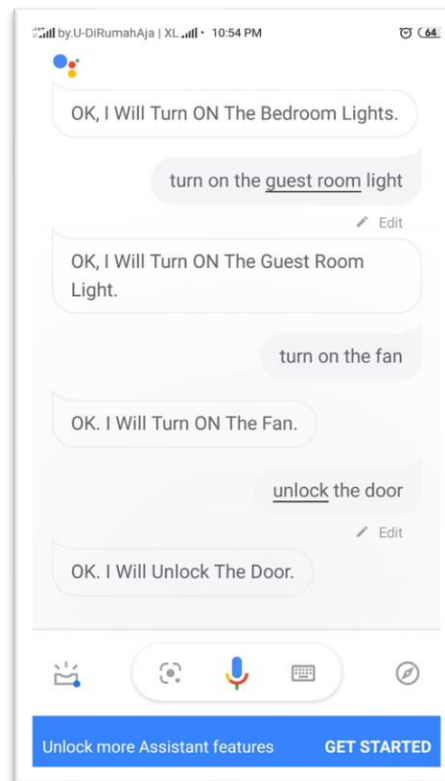 by.U-DiRumahAja | XL 10:54 PM 64
OK, I Will Turn ON The Bedroom Lights.
turn on the guest room light
Edit
OK, I Will Turn ON The Guest Room
Light.
turn on the fan
OK. I Will Turn ON The Fan.
unlock the door
Edit
OK. I Will Unlock The Door.
Unlock more Assistant features GET STARTED